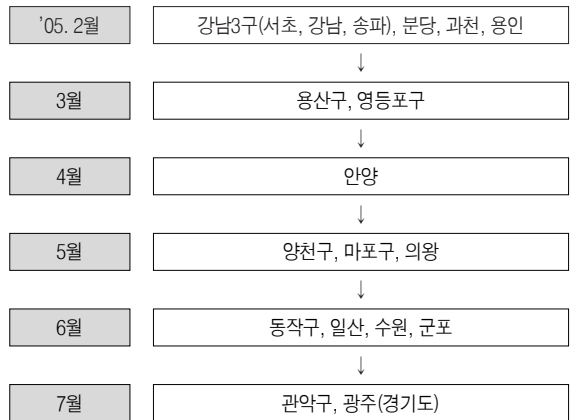 '05. 2월
강남3구(서초, 강남, 송파), 분당, 과천, 용인
↓
3월
용산구, 영등포구
↓
4월
안양
↓
5월
양천구, 마포구, 의왕
↓
6월
동작구, 일산, 수원, 군포
↓
7월
관악구, 광주(경기도)